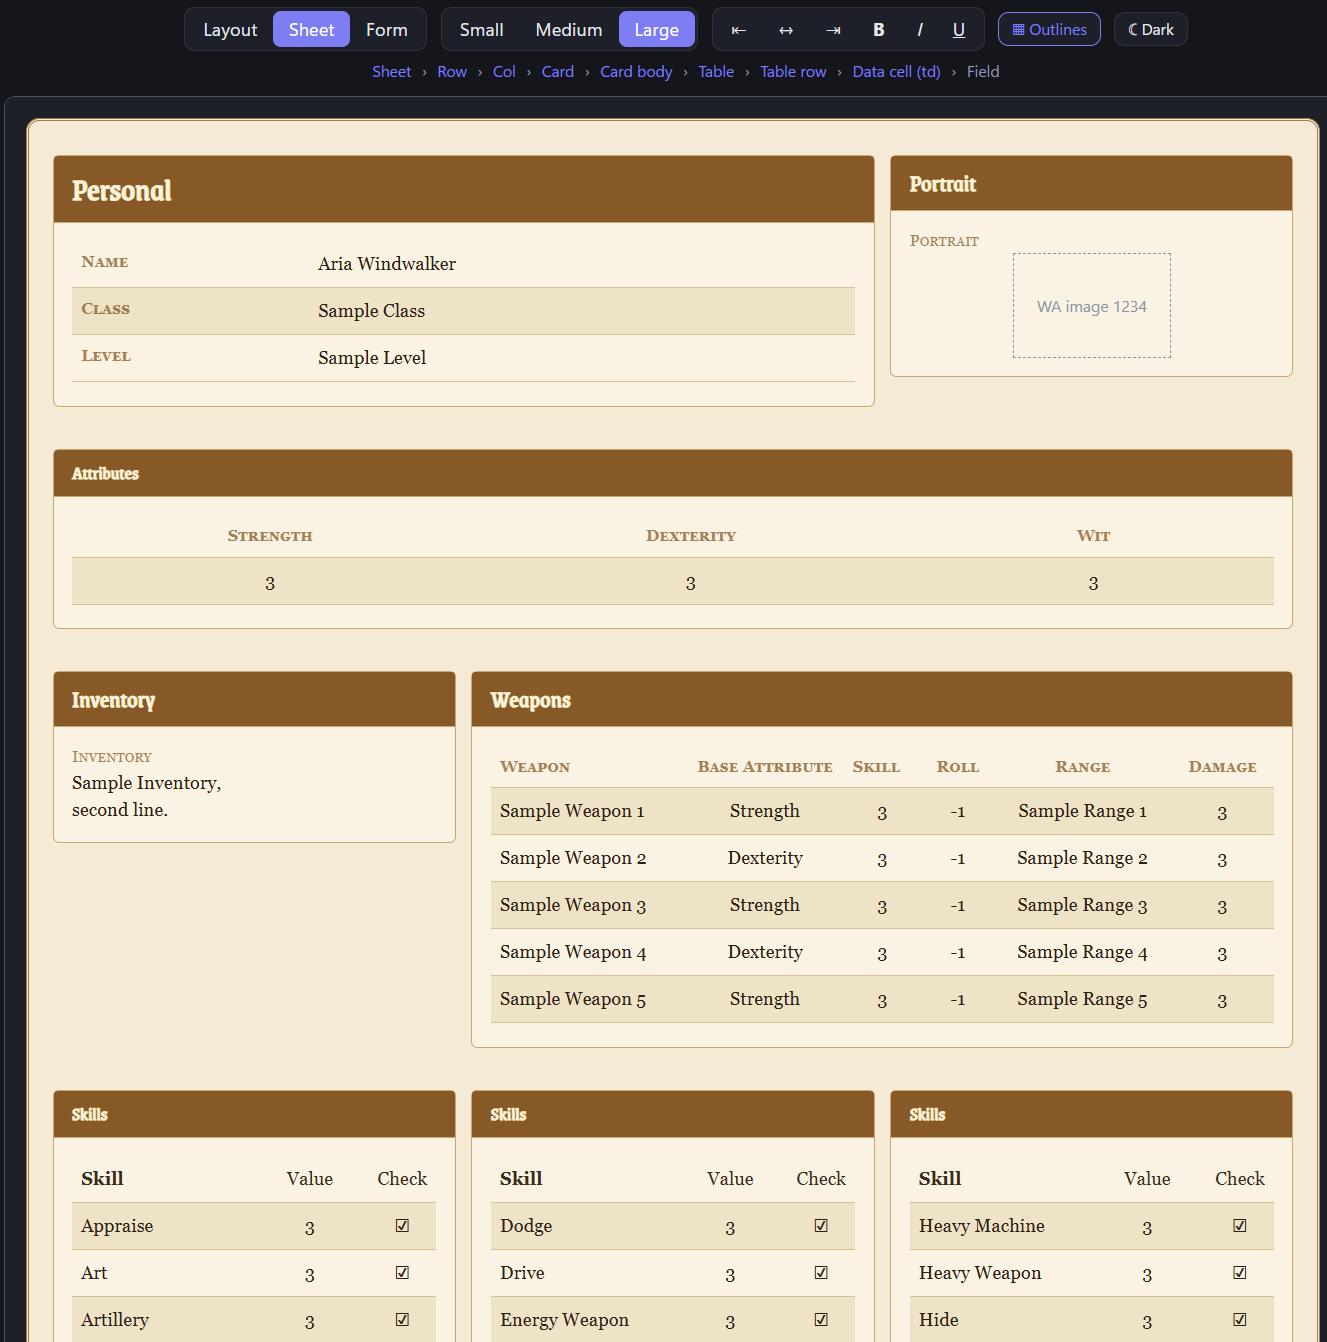 Layout Sheet Form Small Medium Large ⇤ ↔ ⇥ B I U ▦ Outlines ☾ Dark
Sheet › Row › Col › Card › Card body › Table › Table row › Data cell (td) › Field
Personal
Name Aria Windwalker
Class Sample Class
Level Sample Level
Portrait
Portrait
WA image 1234
Attributes
Strength Dexterity Wit
3 3 3
Inventory
Inventory
Sample Inventory,
second line.
Weapons
Weapon Base Attribute Skill Roll Range Damage
Sample Weapon 1 Strength 3 -1 Sample Range 1 3
Sample Weapon 2 Dexterity 3 -1 Sample Range 2 3
Sample Weapon 3 Strength 3 -1 Sample Range 3 3
Sample Weapon 4 Dexterity 3 -1 Sample Range 4 3
Sample Weapon 5 Strength 3 -1 Sample Range 5 3
Skills
Skill Value Check
Appraise 3 ☑
Art 3 ☑
Artillery 3 ☑
Skills
Skill Value Check
Dodge 3 ☑
Drive 3 ☑
Energy Weapon 3 ☑
Skills
Skill Value Check
Heavy Machine 3 ☑
Heavy Weapon 3 ☑
Hide 3 ☑